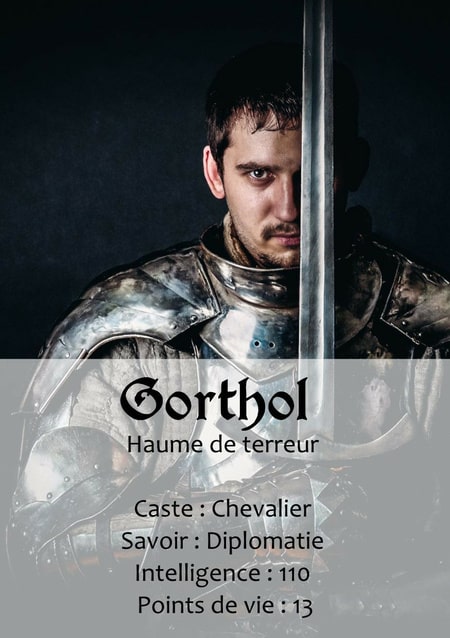 Gorthol
Haume de terreur
Caste : Chevalier
Savoir : Diplomatie
Intelligence : 110
Points de vie : 13